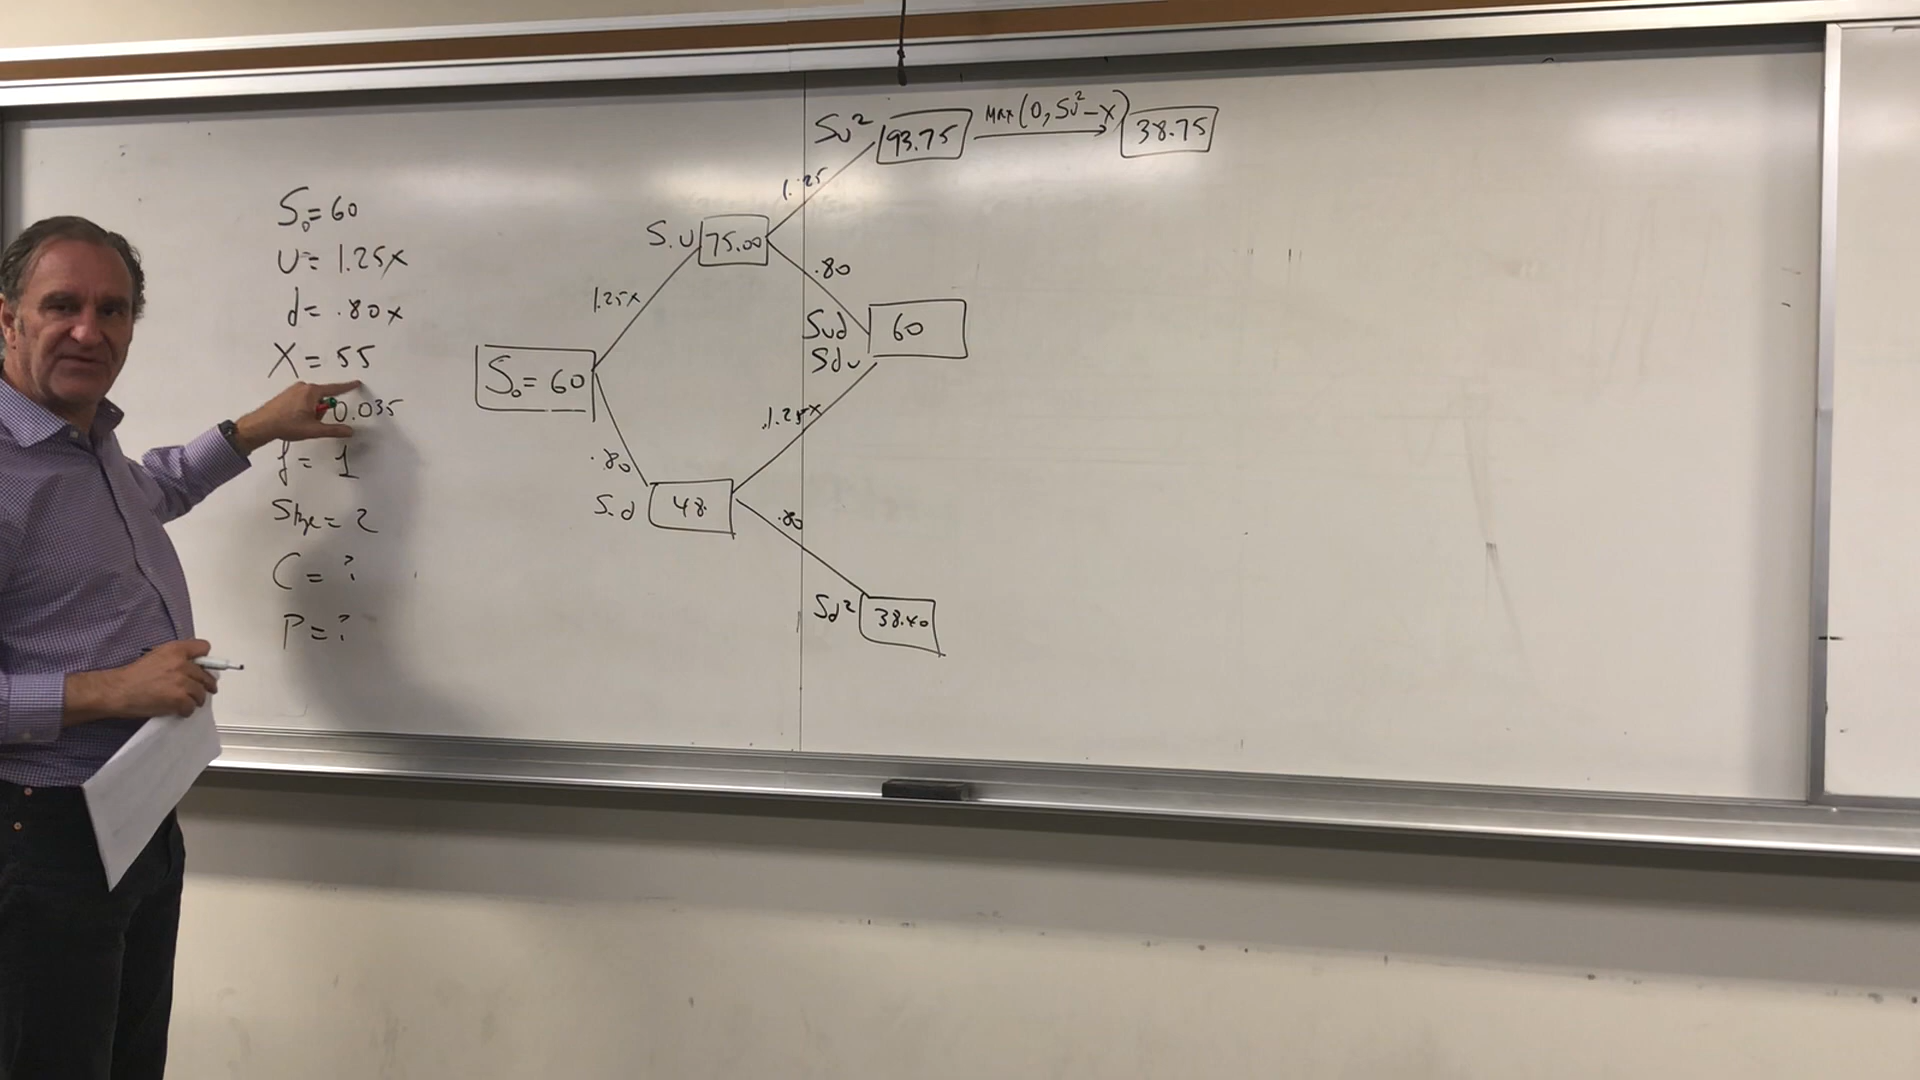 S₀ = 60
U = 1.25x
d = .80x
X = 55
0.035
= 1
= 2
C = ?
P = ?
S₀ = 60
1.25x
.80
S.U 75.00
S.d 48.
1.25
.80
.1.25x
.80
SU² 93.75
MAX(0, SU² - X)
38.75
SUd 60
SdU
Sd² 38.40